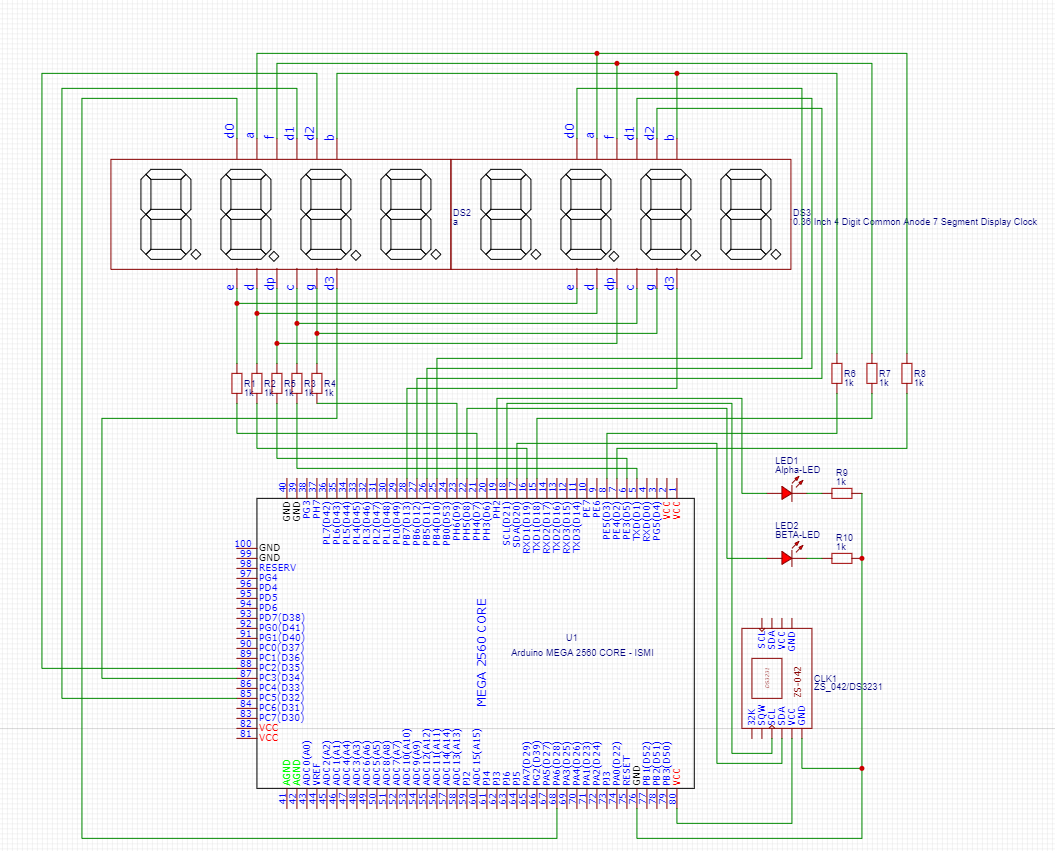 d0 a f d1 d2 b
d0 a f d1 d2 b
DS2
a
DS3
0.36 Inch 4 Digit Common Anode 7 Segment Display Clock
e d dp c g d3
e d dp c g d3
R1
1k
R2
1k
R5
1k
R3
1k
R4
1k
R6
1k
R7
1k
R8
1k
LED1
Alpha-LED
R9
1k
LED2
BETA-LED
R10
1k
40 39 38 37 36 35 34 33 32 31 30 29 28 27 26 25 24 23 22 21 20 19 18 17 16 15 14 13 12 11 10 9 8 7 6 5 4 3 2 1
GND
GND
PG3
PH7
PL7(D42)
PL6(D43)
PL5(D44)
PL4(D45)
PL3(D46)
PL2(D47)
PL1(D48)
PL0(D49)
PB7(D13)
PB6(D12)
PB5(D11)
PB4(D10)
PB0(D53)
PH6(D9)
PH5(D8)
PH4(D7)
PH3(D6)
PH2
SCL(D21)
SDA(D20)
RXD1(D19)
TXD1(D18)
RXD2(D17)
TXD2(D16)
RXD3(D15)
TXD3(D14)
PE7
PE6
PE5(D3)
PE4(D2)
PE3(D5)
TXD(D1)
RXD(D0)
PG5(D4)
VCC
VCC
100 GND
99 GND
98 RESERV
97 PG4
96 PD4
95 PD5
94 PD6
93 PD7(D38)
92 PG0(D41)
91 PG1(D40)
90 PC0(D37)
89 PC1(D36)
88 PC2(D35)
87 PC3(D34)
86 PC4(D33)
85 PC5(D32)
84 PC6(D31)
83 PC7(D30)
82 VCC
81 VCC
MEGA 2560 CORE
U1
Arduino MEGA 2560 CORE - ISMI
SCL
SDA
VCC
GND
DS3231
ZS-042
CLK1
ZS_042/DS3231
32K
SQW
SCL
SDA
VCC
GND
AGND
AGND
ADC0(A0)
VREF
ADC2(A2)
ADC1(A1)
ADC4(A4)
ADC3(A3)
ADC6(A6)
ADC5(A5)
ADC8(A8)
ADC7(A7)
ADC10(A10)
ADC9(A9)
ADC12(A12)
ADC11(A11)
ADC14(A14)
ADC13(A13)
PJ2
ADC15(A15)
PJ4
PJ3
PJ6
PJ5
PA7(D29)
PG2(D39)
PA5(D27)
PA6(D28)
PA3(D25)
PA4(D26)
PA1(D23)
PA2(D24)
PJ3
PA0(D22)
RESET
GND
PB1(D52)
PB2(D51)
PB3(D50)
VCC
41 42 43 44 45 46 47 48 49 50 51 52 53 54 55 56 57 58 59 60 61 62 63 64 65 66 67 68 69 70 71 72 73 74 75 76 77 78 79 80